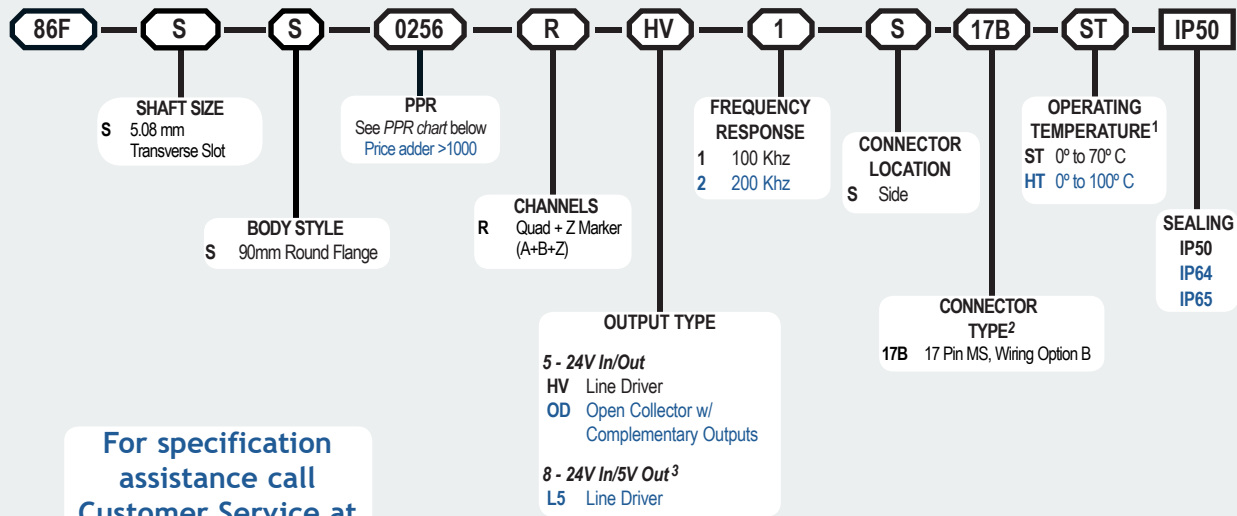 86F S S 0256 R HV 1 S 17B ST IP50
SHAFT SIZE
S 5.08 mm
Transverse Slot
BODY STYLE
S 90mm Round Flange
PPR
See PPR chart below
Price adder >1000
CHANNELS
R Quad + Z Marker
(A+B+Z)
OUTPUT TYPE
5 - 24V In/Out
HV Line Driver
OD Open Collector w/
Complementary Outputs
8 - 24V In/5V Out3
L5 Line Driver
FREQUENCY
RESPONSE
1 100 Khz
2 200 Khz
CONNECTOR
LOCATION
S Side
CONNECTOR
TYPE2
17B 17 Pin MS, Wiring Option B
OPERATING
TEMPERATURE1
ST 0º to 70º C
HT 0º to 100º C
SEALING
IP50
IP64
IP65
For specification
assistance call
Customer Service at